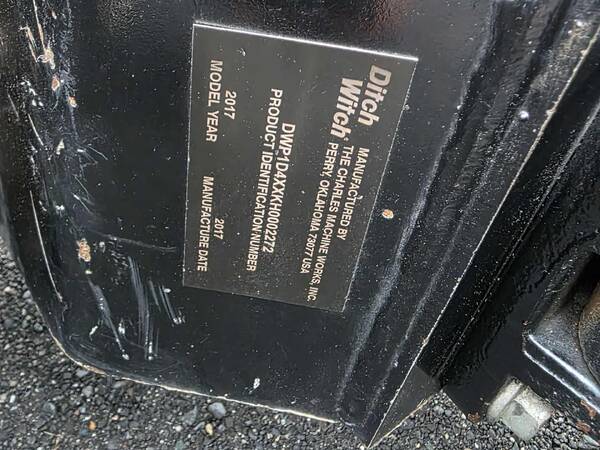 Ditch
Witch®
MANUFACTURED BY
THE CHARLES MACHINE WORKS, INC.
PERRY, OKLAHOMA 73077 USA
DWP1D4XXKH0002272
PRODUCT IDENTIFICATION NUMBER
2017
MODEL YEAR
2017
MANUFACTURE DATE